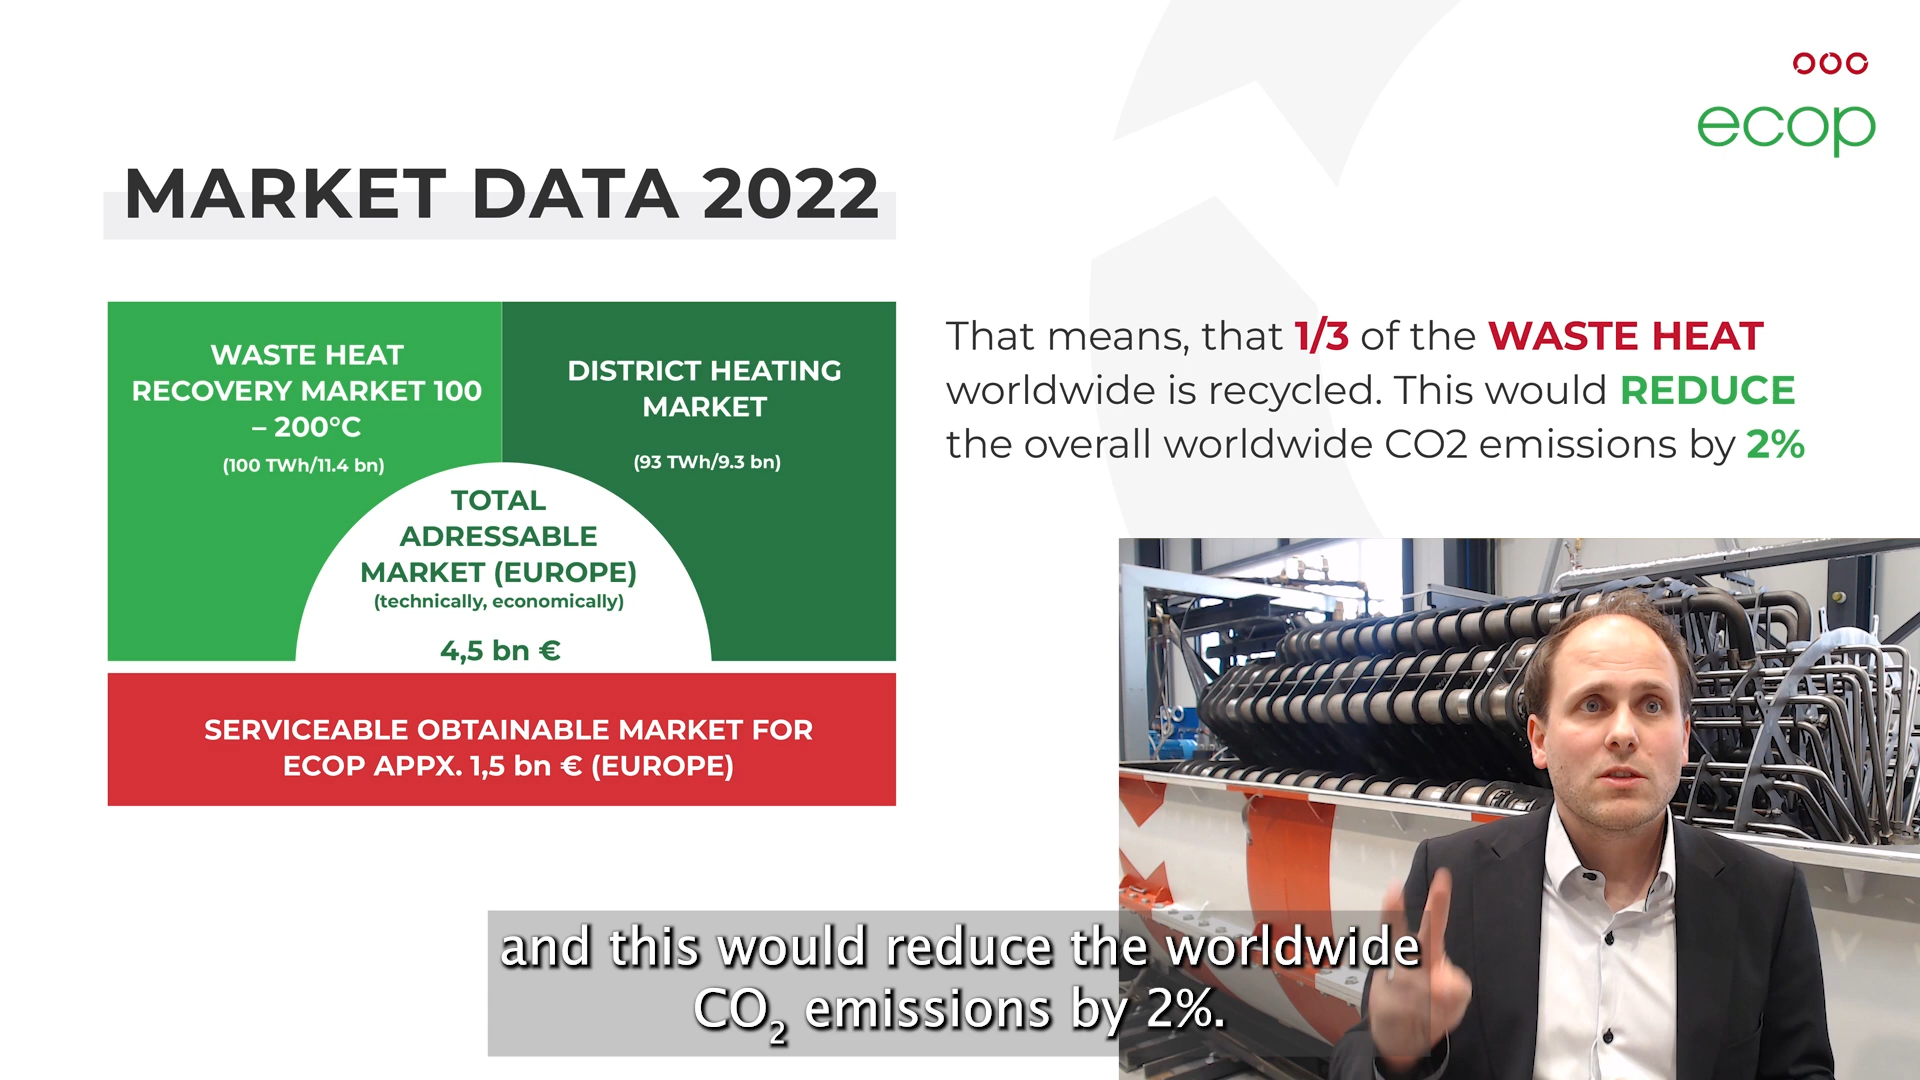 ecop
MARKET DATA 2022
WASTE HEAT
RECOVERY MARKET 100
– 200°C
(100 TWh/11.4 bn)
DISTRICT HEATING
MARKET
(93 TWh/9.3 bn)
TOTAL
ADRESSABLE
MARKET (EUROPE)
(technically, economically)
4,5 bn €
SERVICEABLE OBTAINABLE MARKET FOR
ECOP APPX. 1,5 bn € (EUROPE)
That means, that 1/3 of the WASTE HEAT
worldwide is recycled. This would REDUCE
the overall worldwide CO2 emissions by 2%
and this would reduce the worldwide
CO₂ emissions by 2%.